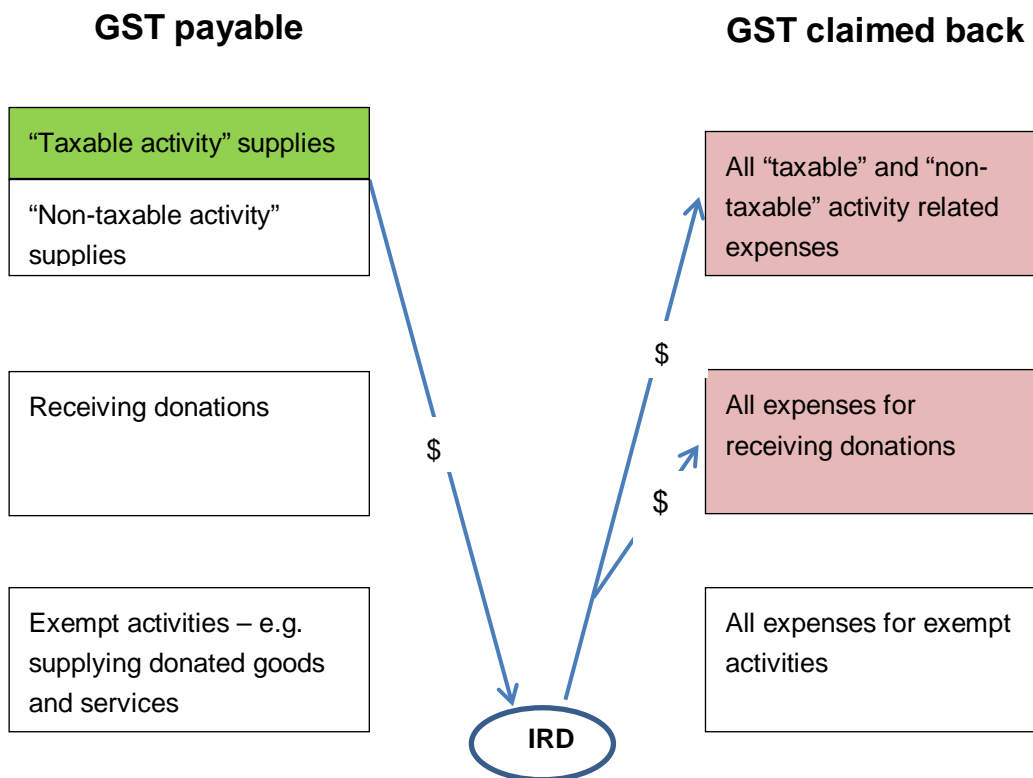 GST payable
GST claimed back
“Taxable activity” supplies
“Non-taxable activity”
supplies
All “taxable” and “non-
taxable” activity related
expenses
$
Receiving donations
All expenses for
receiving donations
$
$
Exempt activities – e.g.
supplying donated goods
and services
All expenses for exempt
activities
IRD